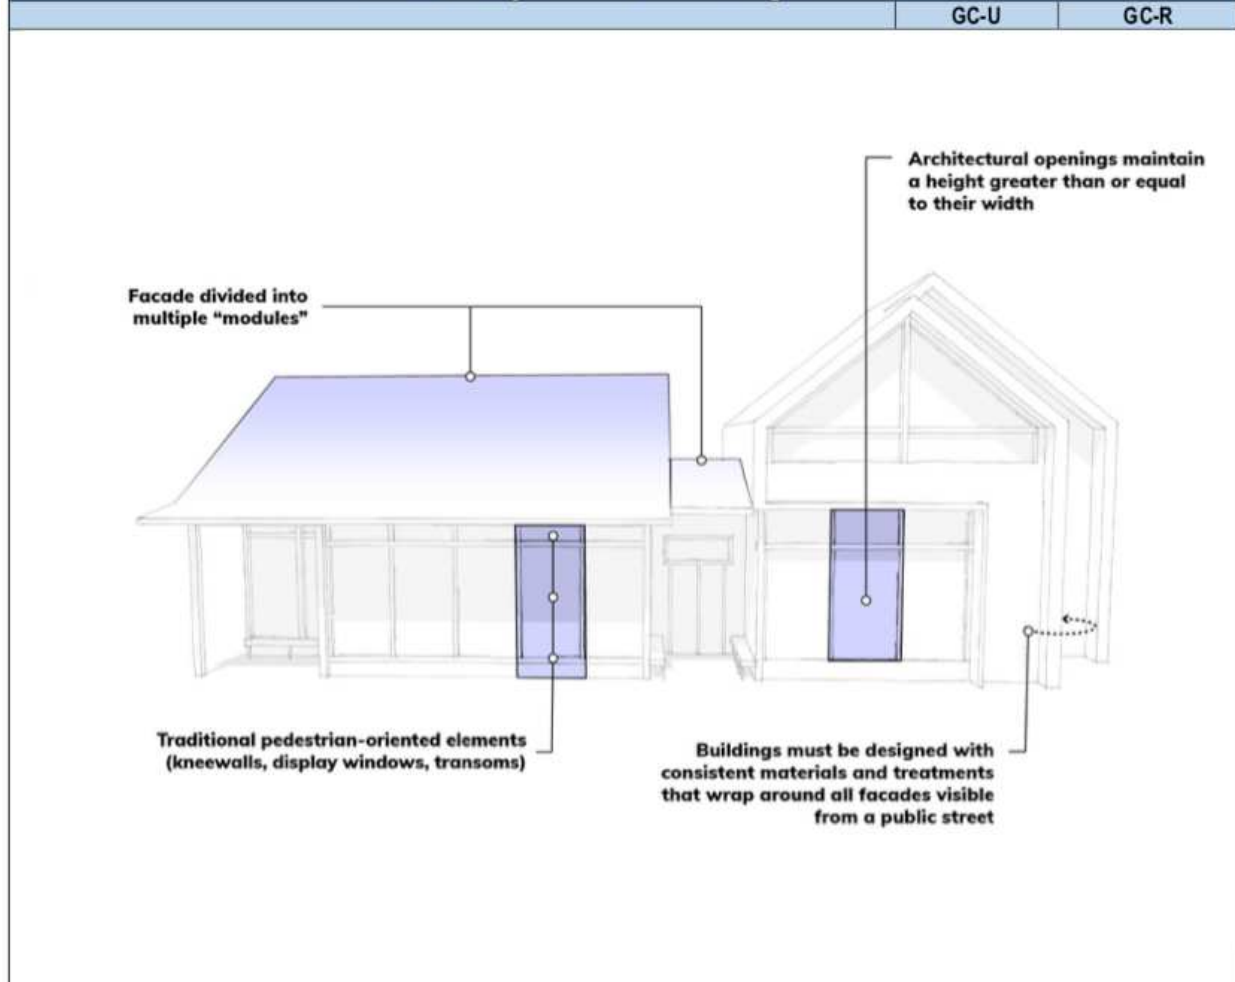 GC-U GC-R
Architectural openings maintain
a height greater than or equal
to their width
Facade divided into
multiple “modules”
Traditional pedestrian-oriented elements
(kneewalls, display windows, transoms)
Buildings must be designed with
consistent materials and treatments
that wrap around all facades visible
from a public street